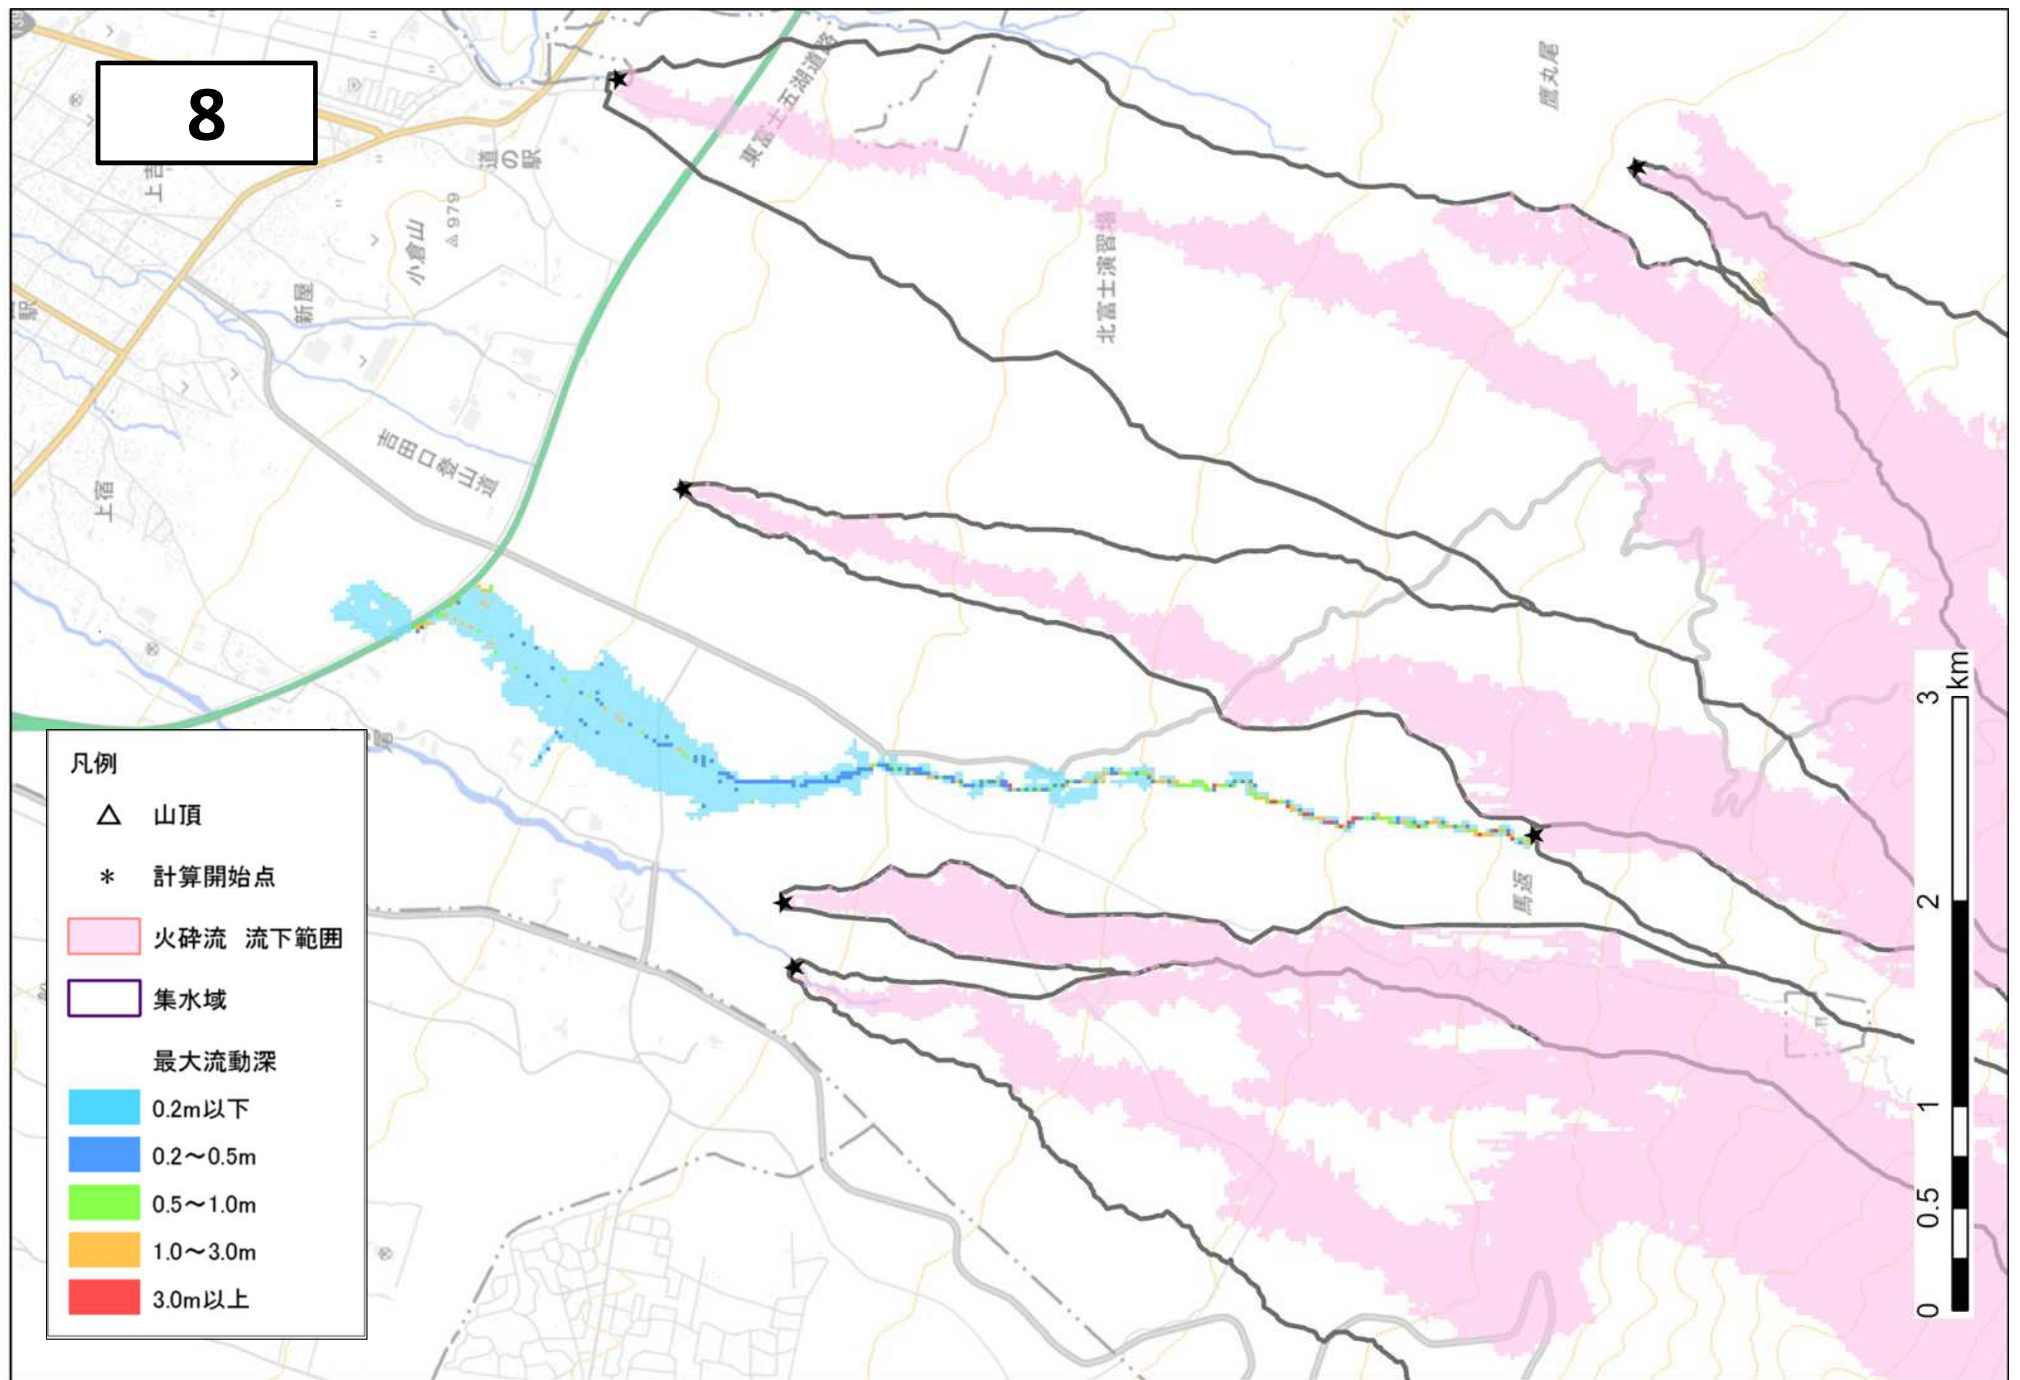 8
道の駅
東富士五湖道路
鷹丸尾
小倉山
△979
新屋
駅
北富士演習場
吉田口登山道
上宿
馬返
尾
凡例
山頂
計算開始点
火砕流 流下範囲
集水域
最大流動深
0.2m以下
0.2～0.5m
0.5～1.0m
1.0～3.0m
3.0m以上
0 0.5 1 2 3 km